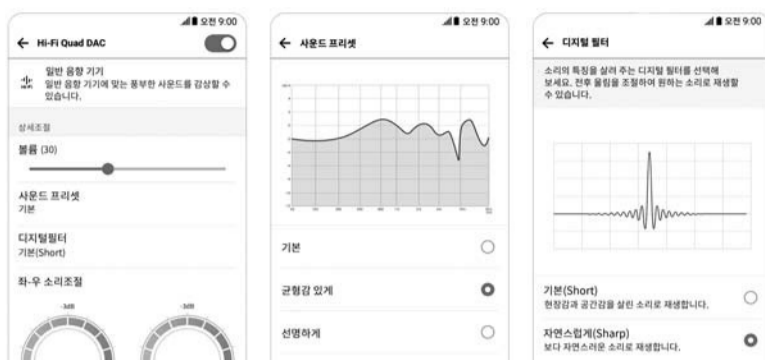 오전 9:00
Hi-Fi Quad DAC
일반 음향 기기
일반 음향 기기에 맞는 풍부한 사운드를 감상할 수
있습니다.
상세조절
볼륨 (30)
사운드 프리셋
기본
디지털필터
기본(Short)
좌-우 소리조절
-3dB
-3dB
오전 9:00
사운드 프리셋
기본
균형감 있게
선명하게
오전 9:00
디지털 필터
소리의 특징을 살려 주는 디지털 필터를 선택해
보세요. 전후 울림을 조절하여 원하는 소리로 재생할
수 있습니다.
기본(Short)
현장감과 공간감을 살린 소리로 재생합니다.
자연스럽게(Sharp)
보다 자연스러운 소리로 재생합니다.